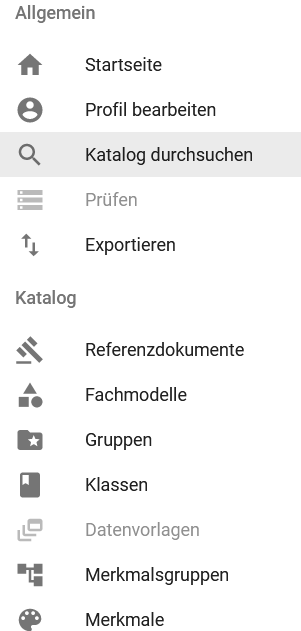 Allgemein
Startseite
Profil bearbeiten
Katalog durchsuchen
Prüfen
Exportieren
Katalog
Referenzdokumente
Fachmodelle
Gruppen
Klassen
Datenvorlagen
Merkmalsgruppen
Merkmale